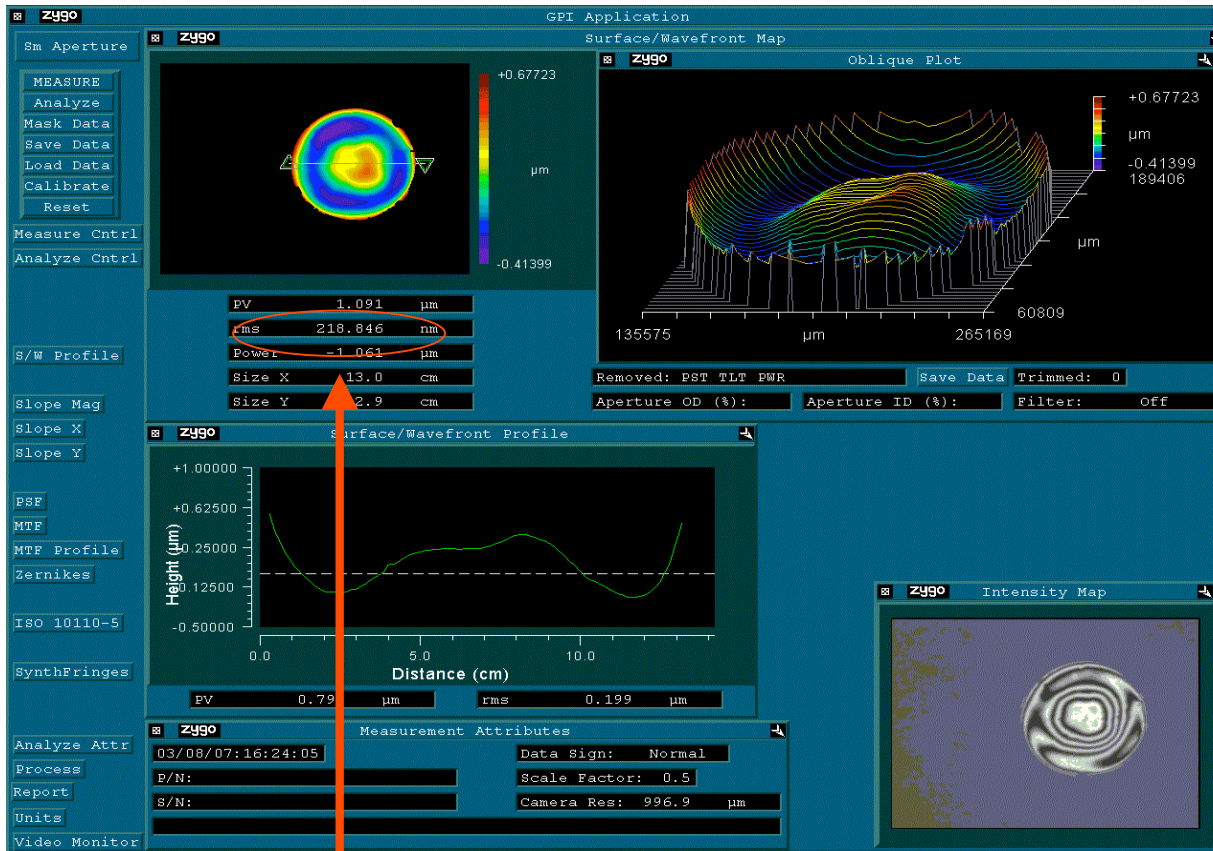 zygo GPI Application
Sm Aperture
MEASURE
Analyze
Mask Data
Save Data
Load Data
Calibrate
Reset
Measure Cntrl
Analyze Cntrl
S/W Profile
Slope Mag
Slope X
Slope Y
PSF
MTF
MTF Profile
Zernikes
ISO 10110-5
SynthFringes
Analyze Attr
Process
Report
Units
Video Monitor
zygo Surface/Wavefront Map
+0.67723
µm
-0.41399
PV 1.091 µm
rms 218.846 nm
Power -1.061 µm
Size X 13.0 cm
Size Y 2.9 cm
zygo Oblique Plot
+0.67723
µm
-0.41399
189406
µm
60809
135575 µm 265169
Removed: PST TLT PWR Save Data Trimmed: 0
Aperture OD (%): Aperture ID (%): Filter: Off
zygo Surface/Wavefront Profile
+1.00000
+0.62500
+0.25000
-0.12500
-0.50000
Height (µm)
0.0 5.0 10.0
Distance (cm)
PV 0.79 µm rms 0.199 µm
zygo Measurement Attributes
03/08/07:16:24:05 Data Sign: Normal
P/N: Scale Factor: 0.5
S/N: Camera Res: 996.9 µm
zygo Intensity Map